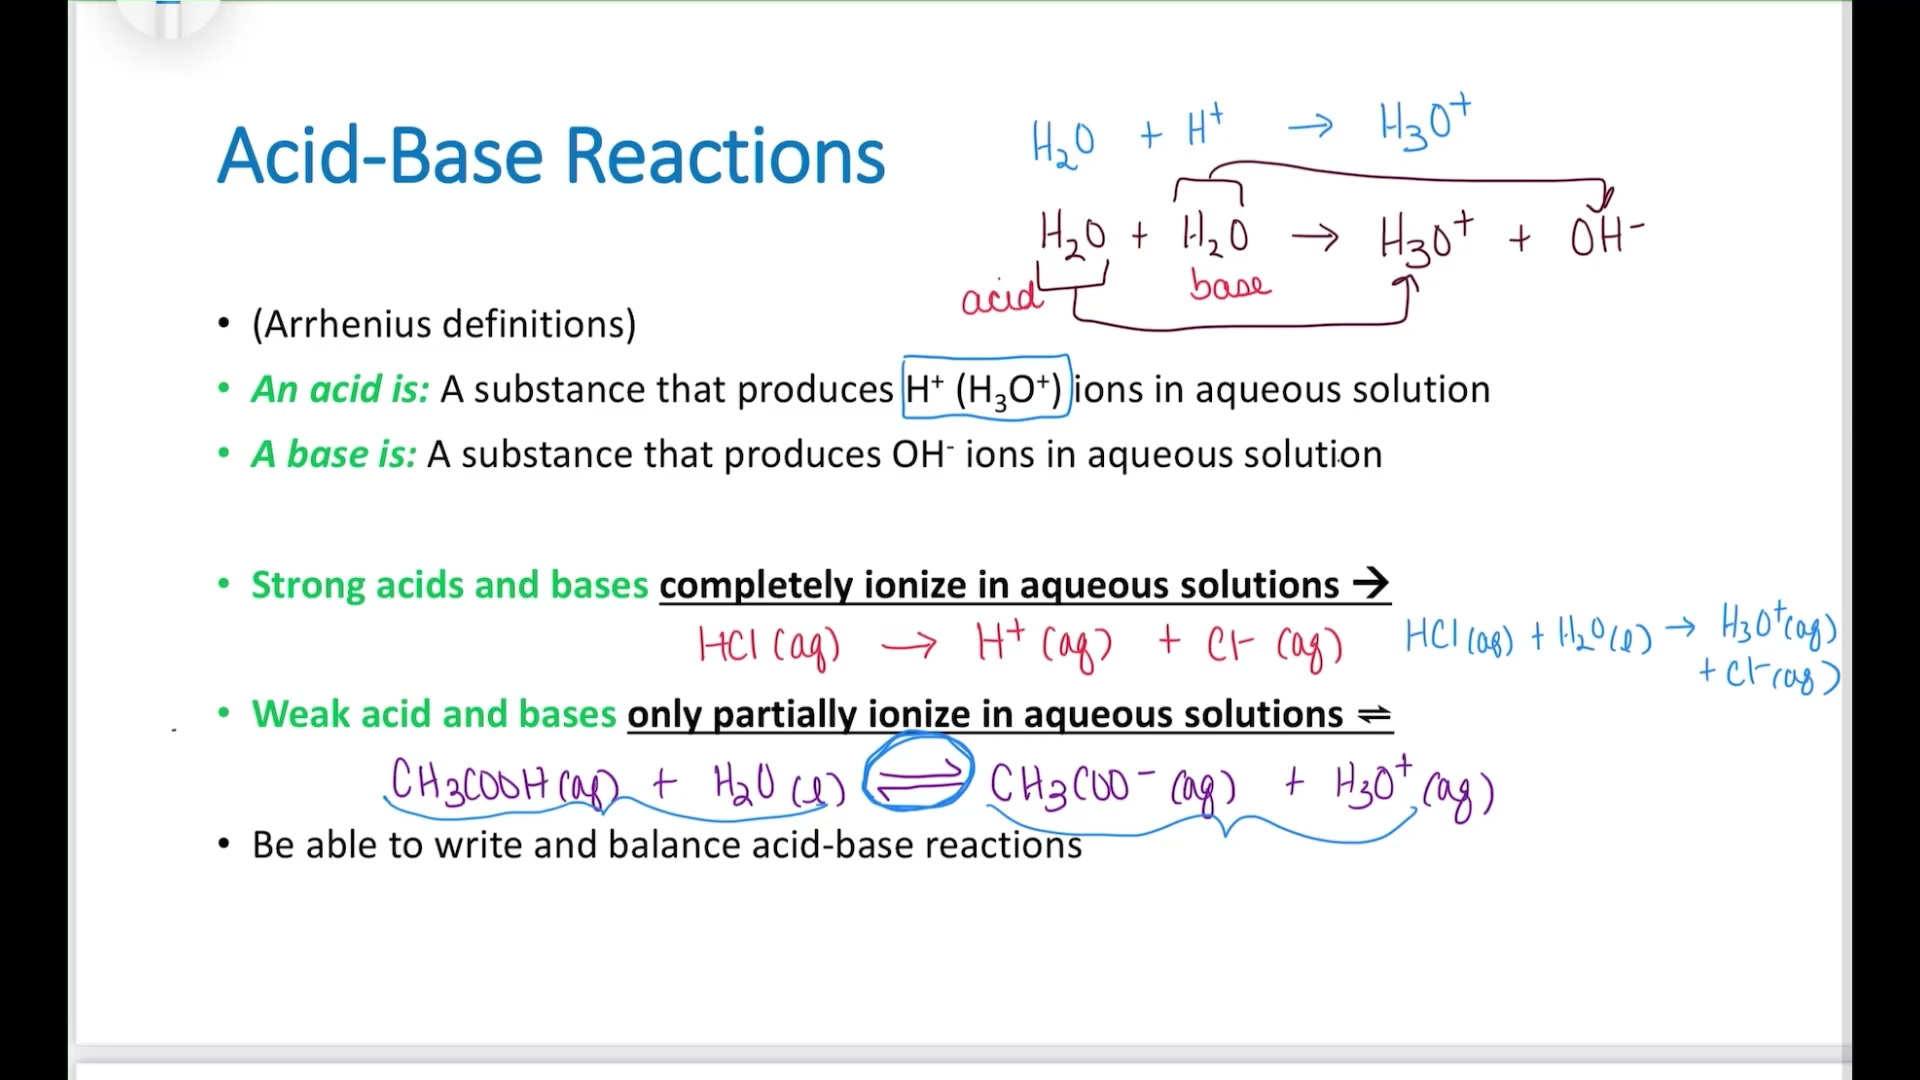 H₂O + H⁺ → H₃O⁺
Acid-Base Reactions
H₂O + H₂O → H₃O⁺ + OH⁻
acid base
• (Arrhenius definitions)
• An acid is: A substance that produces H⁺ (H₃O⁺) ions in aqueous solution
• A base is: A substance that produces OH⁻ ions in aqueous solution
• Strong acids and bases completely ionize in aqueous solutions →
HCl (aq) → H⁺ (aq) + Cl⁻ (aq)
HCl (aq) + H₂O (l) → H₃O⁺ (aq)
+ Cl⁻ (aq)
• Weak acid and bases only partially ionize in aqueous solutions ⇌
CH₃COOH (aq) + H₂O (l) ⇌ CH₃COO⁻ (aq) + H₃O⁺ (aq)
• Be able to write and balance acid-base reactions